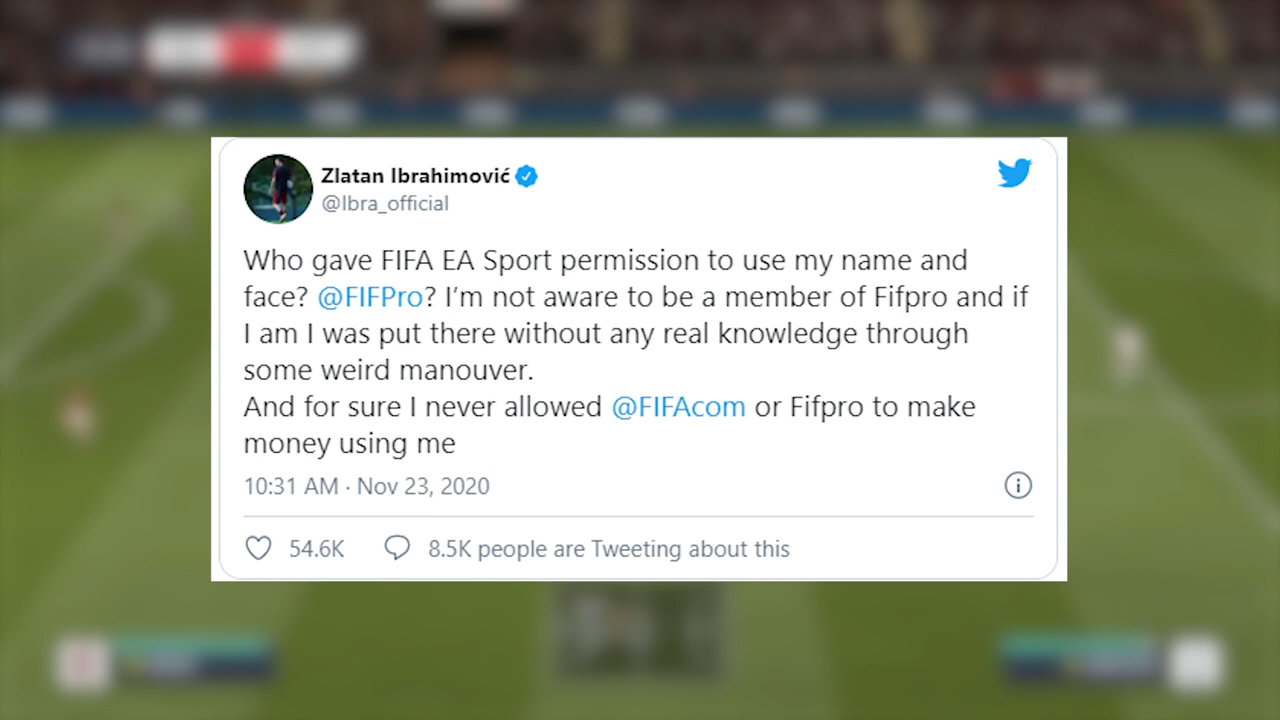 Zlatan Ibrahimović
@Ibra_official
Who gave FIFA EA Sport permission to use my name and
face? @FIFPro? I’m not aware to be a member of Fifpro and if
I am I was put there without any real knowledge through
some weird manouver.
And for sure I never allowed @FIFAcom or Fifpro to make
money using me
10:31 AM · Nov 23, 2020
54.6K 8.5K people are Tweeting about this